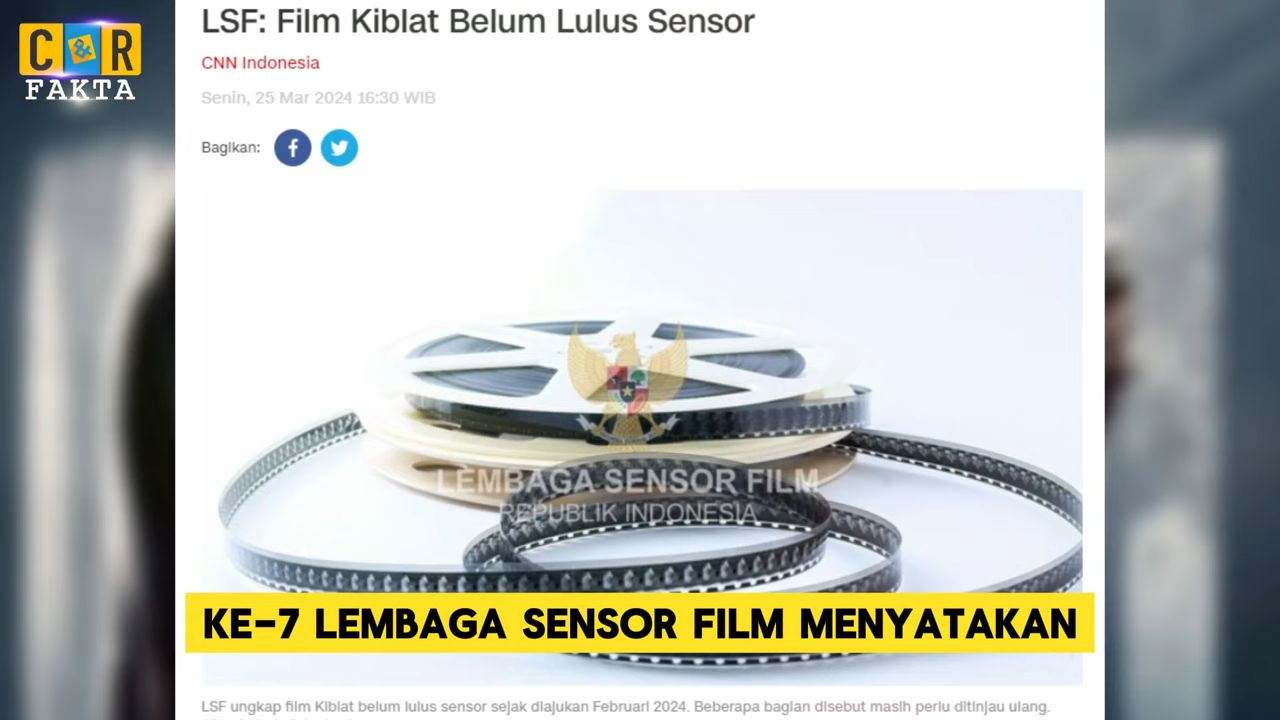 C&R
FAKTA
LSF: Film Kiblat Belum Lulus Sensor
CNN Indonesia
Senin, 25 Mar 2024 16:30 WIB
Bagikan:
LEMBAGA SENSOR FILM
REPUBLIK INDONESIA
KE-7 LEMBAGA SENSOR FILM MENYATAKAN
LSF ungkap film Kiblat belum lulus sensor sejak diajukan Februari 2024. Beberapa bagian disebut masih perlu ditinjau ulang.